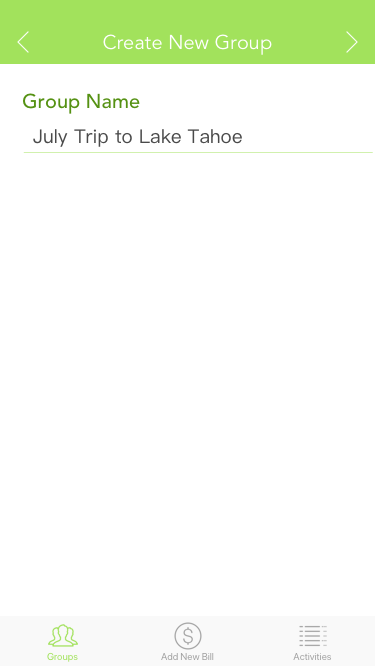 Create New Group
Group Name
July Trip to Lake Tahoe
Groups
Add New Bill
Activities